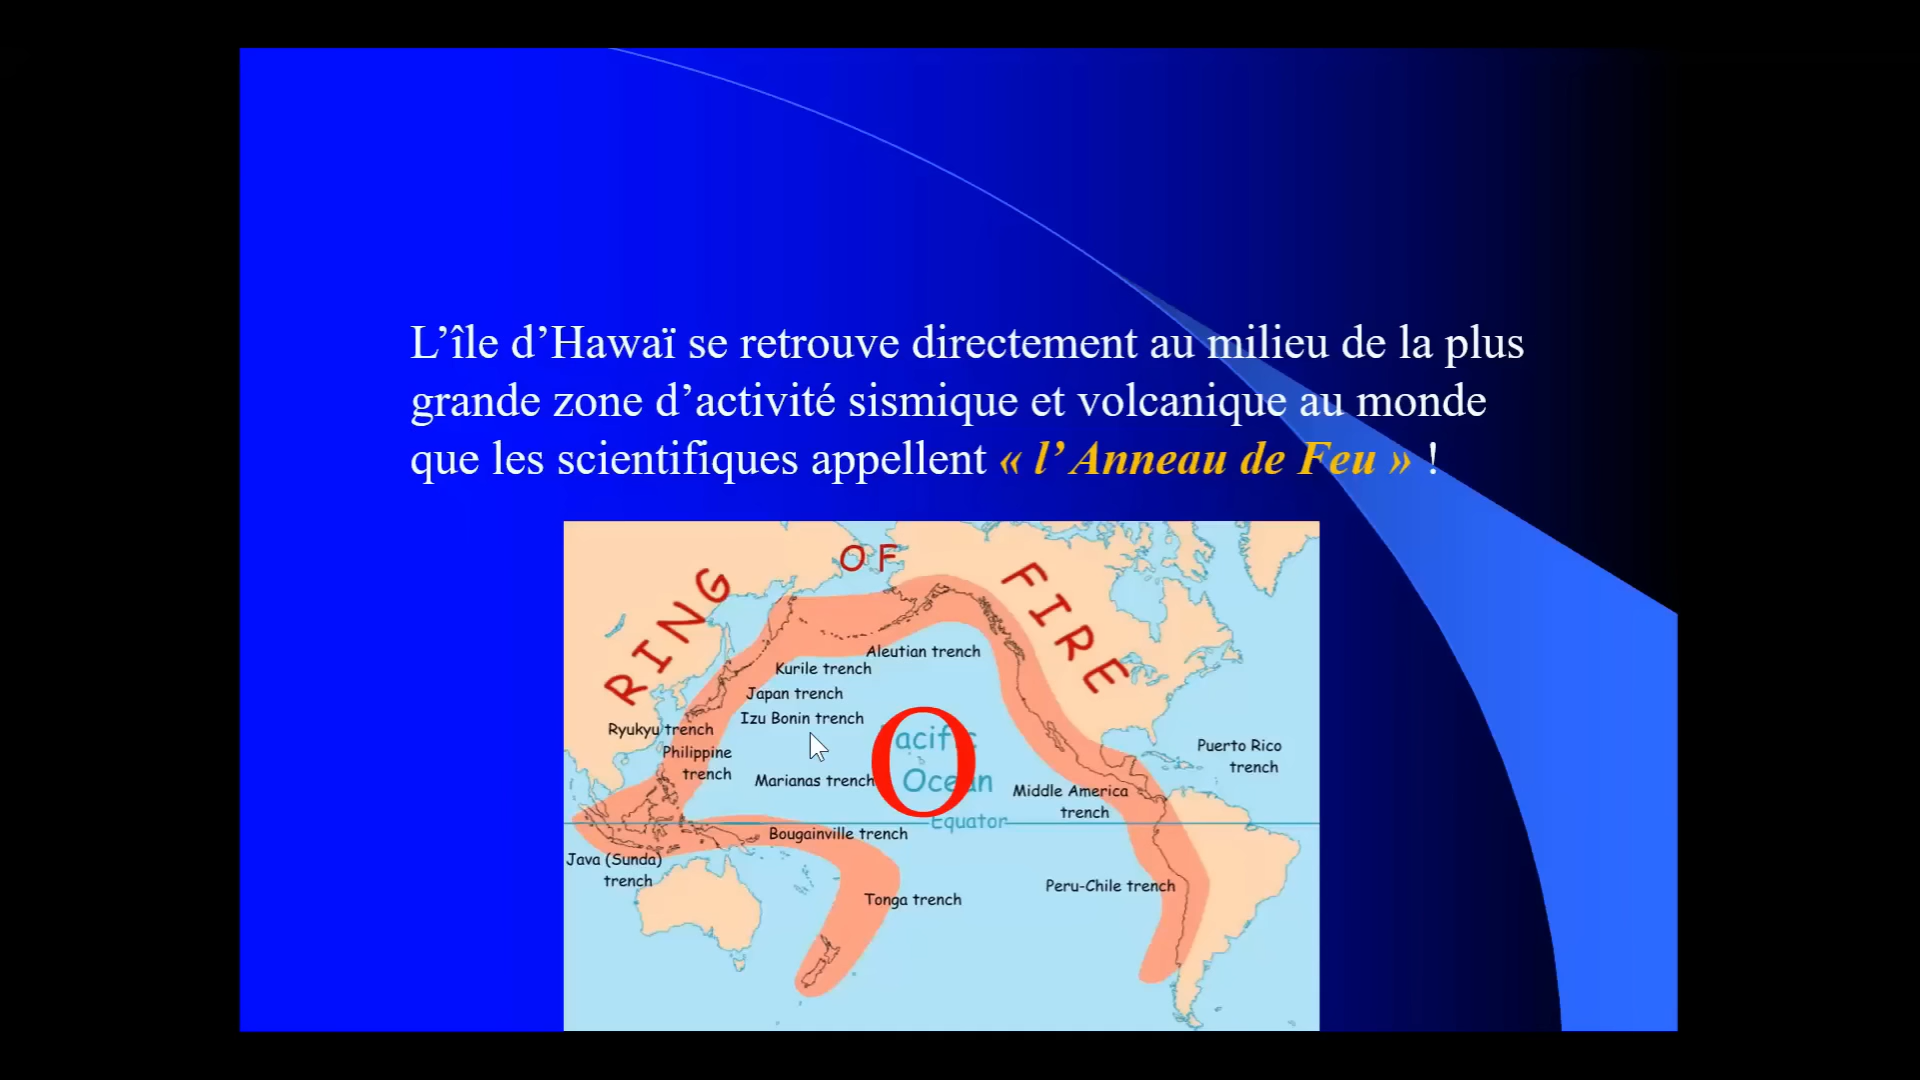 L’île d’Hawaï se retrouve directement au milieu de la plus
grande zone d’activité sismique et volcanique au monde
que les scientifiques appellent « l’Anneau de Feu » !
RING OF FIRE
Aleutian trench
Kurile trench
Japan trench
Izu Bonin trench
Ryukyu trench
Philippine
trench
Marianas trench
O
Ocean
Puerto Rico
trench
Middle America
trench
Equator
Bougainville trench
Java (Sunda)
trench
Tonga trench
Peru-Chile trench